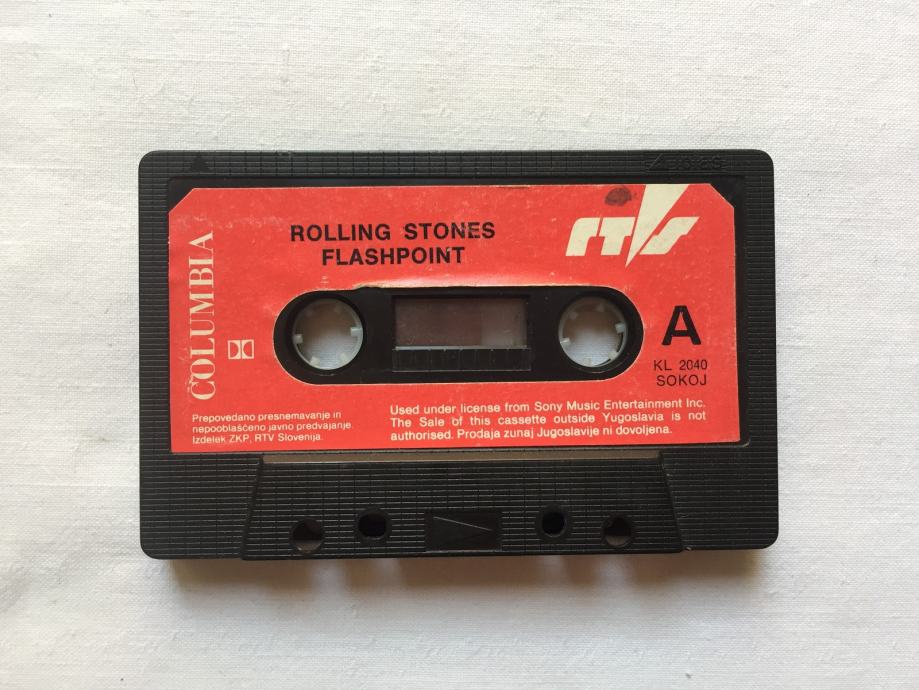 ROLLING STONES
FLASHPOINT
rtvs
COLUMBIA
A
KL 2040
SOKOJ
Prepovedano presnemavanje in
nepooblaščeno javno predvajanje.
Izdelek ZKP, RTV Slovenija.
Used under license from Sony Music Entertainment Inc.
The Sale of this cassette outside Yugoslavia is not
authorised. Prodaja zunaj Jugoslavije ni dovoljena.